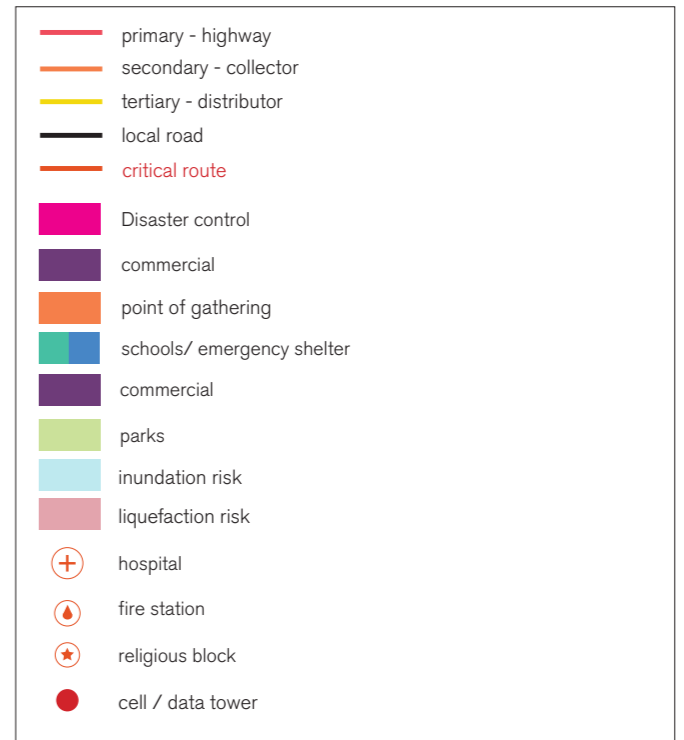 primary - highway
secondary - collector
tertiary - distributor
local road
critical route
Disaster control
commercial
point of gathering
schools/ emergency shelter
commercial
parks
inundation risk
liquefaction risk
hospital
fire station
religious block
cell / data tower